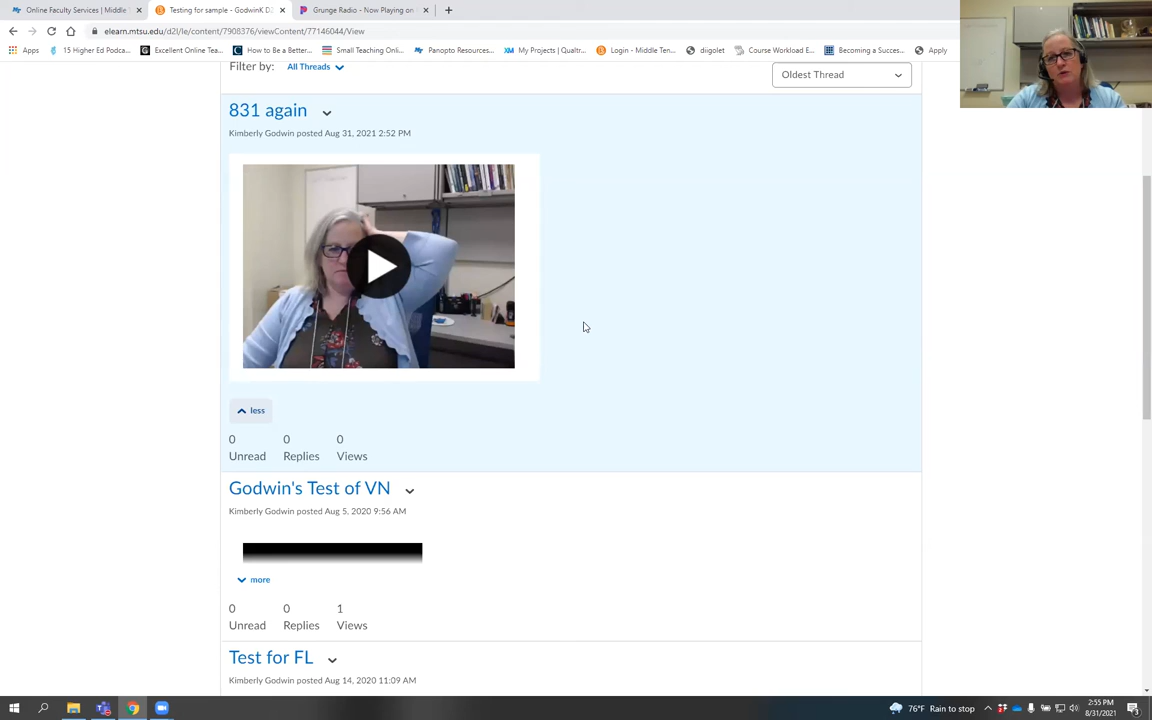 Online Faculty Services | Middle T
Testing for sample - GodwinK D2
Grunge Radio - Now Playing on
elearn.mtsu.edu/d2l/le/content/7908376/viewContent/77146044/View
Apps
15 Higher Ed Podca...
Excellent Online Tea...
How to Be a Better...
Small Teaching Onli...
Panopto Resources...
My Projects | Qualtr...
Login - Middle Ten...
diigolet
Course Workload E...
Becoming a Succes...
Apply
Filter by: All Threads
Oldest Thread
831 again
Kimberly Godwin posted Aug 31, 2021 2:52 PM
less
0 0 0
Unread Replies Views
Godwin's Test of VN
Kimberly Godwin posted Aug 5, 2020 9:56 AM
more
0 0 1
Unread Replies Views
Test for FL
Kimberly Godwin posted Aug 14, 2020 11:09 AM
76°F Rain to stop
2:55 PM
8/31/2021